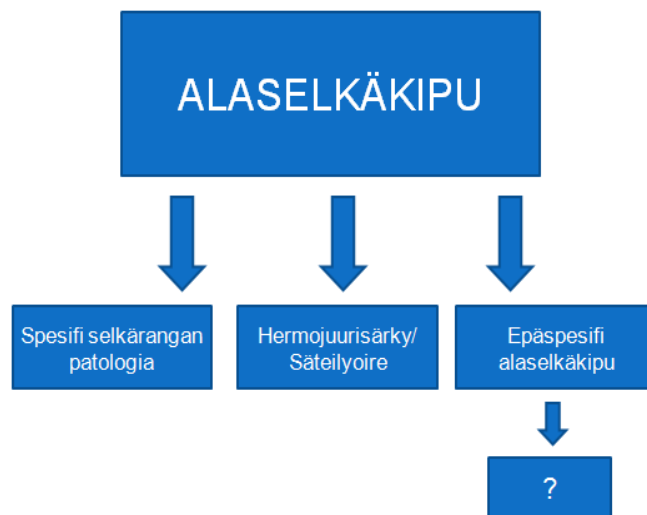 ALASELKÄKIPU
Spesifi selkärangan
patologia
Hermojuurisärky/
Säteilyoire
Epäspesifi
alaselkäkipu
?